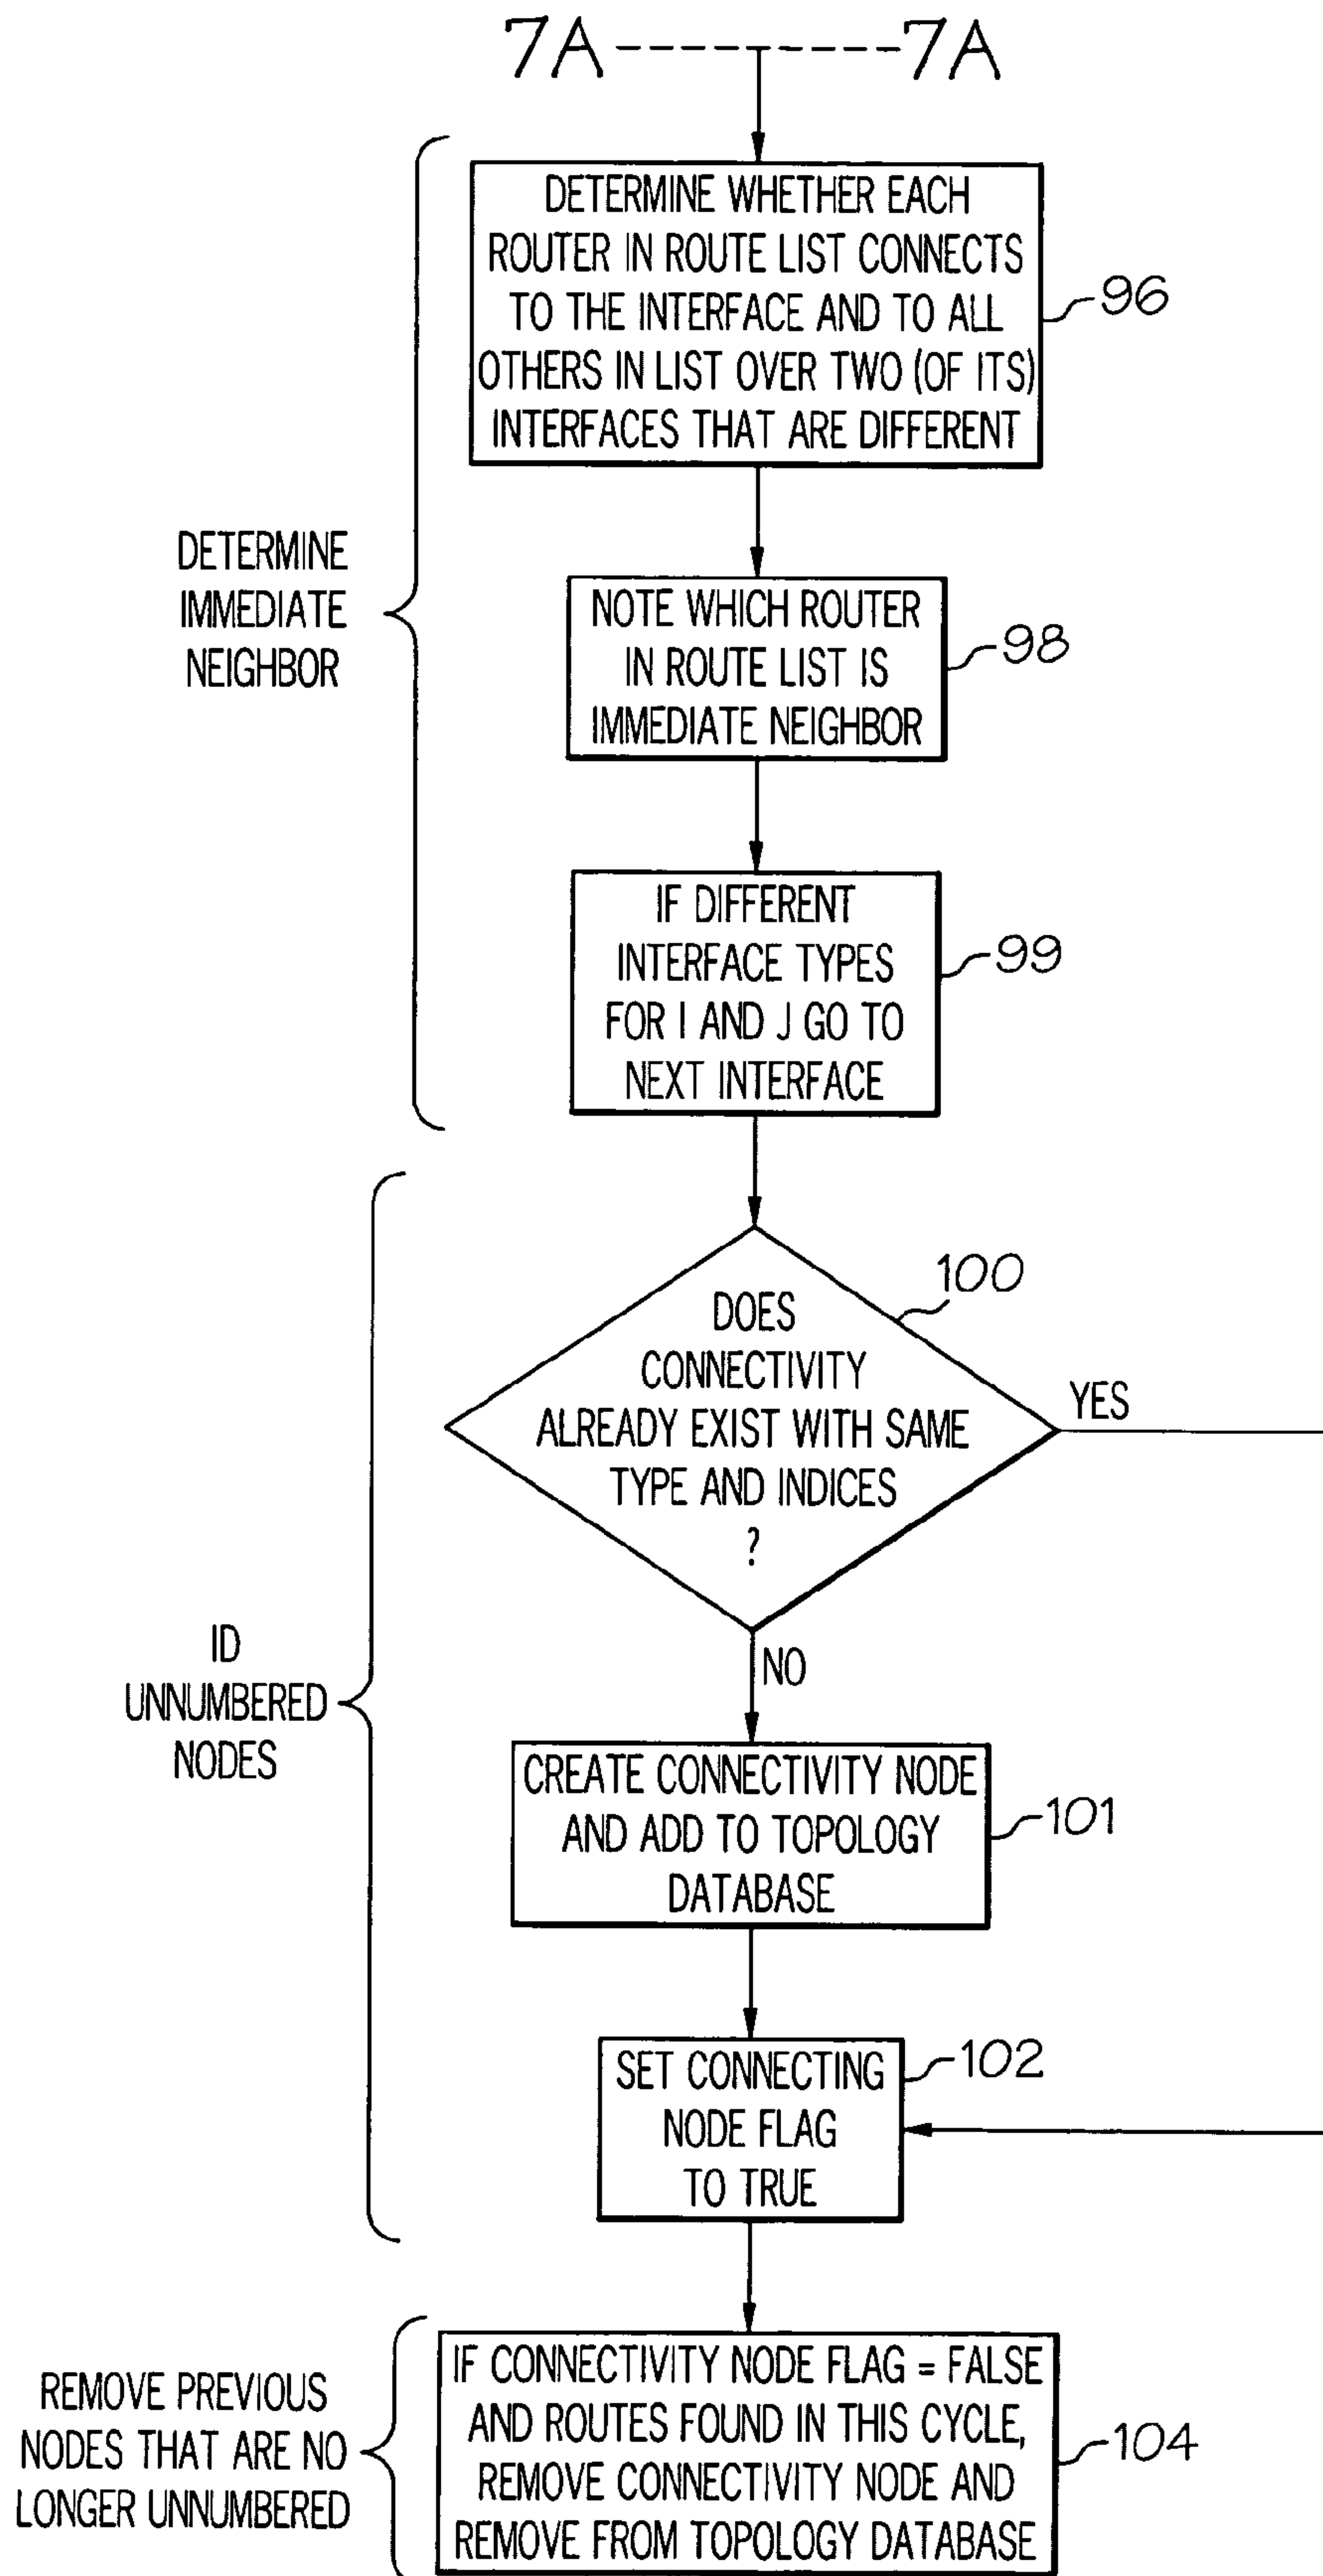 7A 7A
DETERMINE WHETHER EACH
ROUTER IN ROUTE LIST CONNECTS
TO THE INTERFACE AND TO ALL
OTHERS IN LIST OVER TWO (OF ITS)
INTERFACES THAT ARE DIFFERENT
96
DETERMINE
IMMEDIATE
NEIGHBOR
NOTE WHICH ROUTER
IN ROUTE LIST IS
IMMEDIATE NEIGHBOR
98
IF DIFFERENT
INTERFACE TYPES
FOR I AND J GO TO
NEXT INTERFACE
99
DOES
CONNECTIVITY
ALREADY EXIST WITH SAME
TYPE AND INDICES
?
100
YES
NO
ID
UNNUMBERED
NODES
CREATE CONNECTIVITY NODE
AND ADD TO TOPOLOGY
DATABASE
101
SET CONNECTING
NODE FLAG
TO TRUE
102
REMOVE PREVIOUS
NODES THAT ARE NO
LONGER UNNUMBERED
IF CONNECTIVITY NODE FLAG = FALSE
AND ROUTES FOUND IN THIS CYCLE,
REMOVE CONNECTIVITY NODE AND
REMOVE FROM TOPOLOGY DATABASE
104